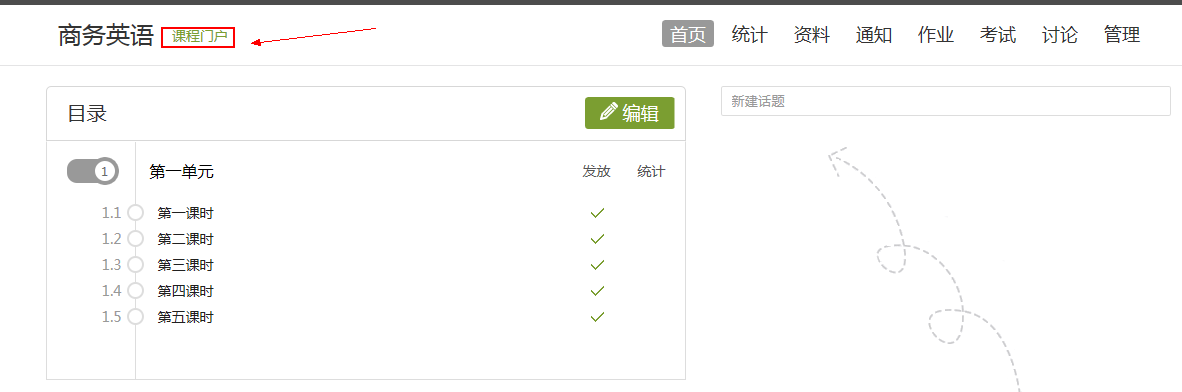 商务英语 课程门户 首页 统计 资料 通知 作业 考试 讨论 管理
目录 编辑
新建话题
1 第一单元 发放 统计
1.1 第一课时
1.2 第二课时
1.3 第三课时
1.4 第四课时
1.5 第五课时